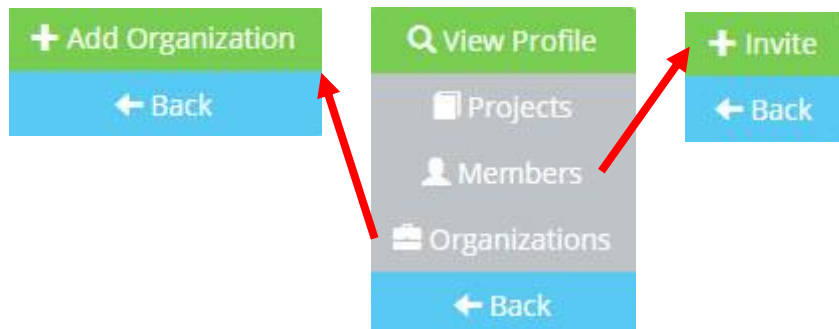 Add Organization
Back
View Profile
Projects
Members
Organizations
Back
Invite
Back